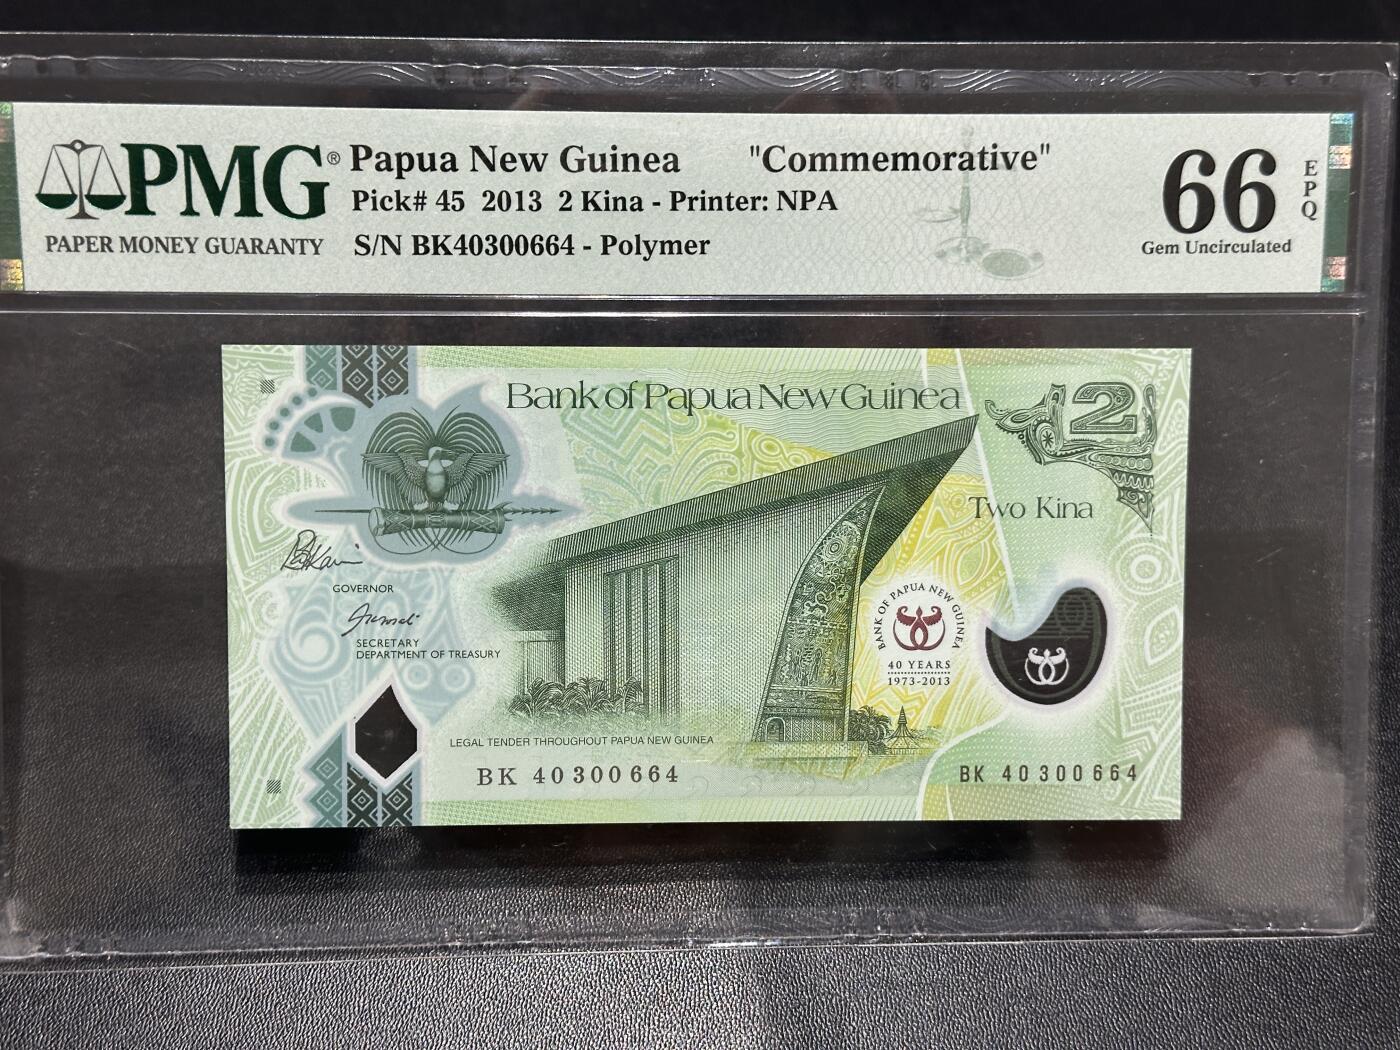 PMG®
PAPER MONEY GUARANTY
Papua New Guinea "Commemorative"
Pick# 45 2013 2 Kina - Printer: NPA
S/N BK40300664 - Polymer
66
EPQ
Gem Uncirculated
Bank of Papua New Guinea
2
Two Kina
GOVERNOR
SECRETARY
DEPARTMENT OF TREASURY
BANK OF PAPUA NEW GUINEA
40 YEARS
1973-2013
LEGAL TENDER THROUGHOUT PAPUA NEW GUINEA
BK 40300664
BK 40300664